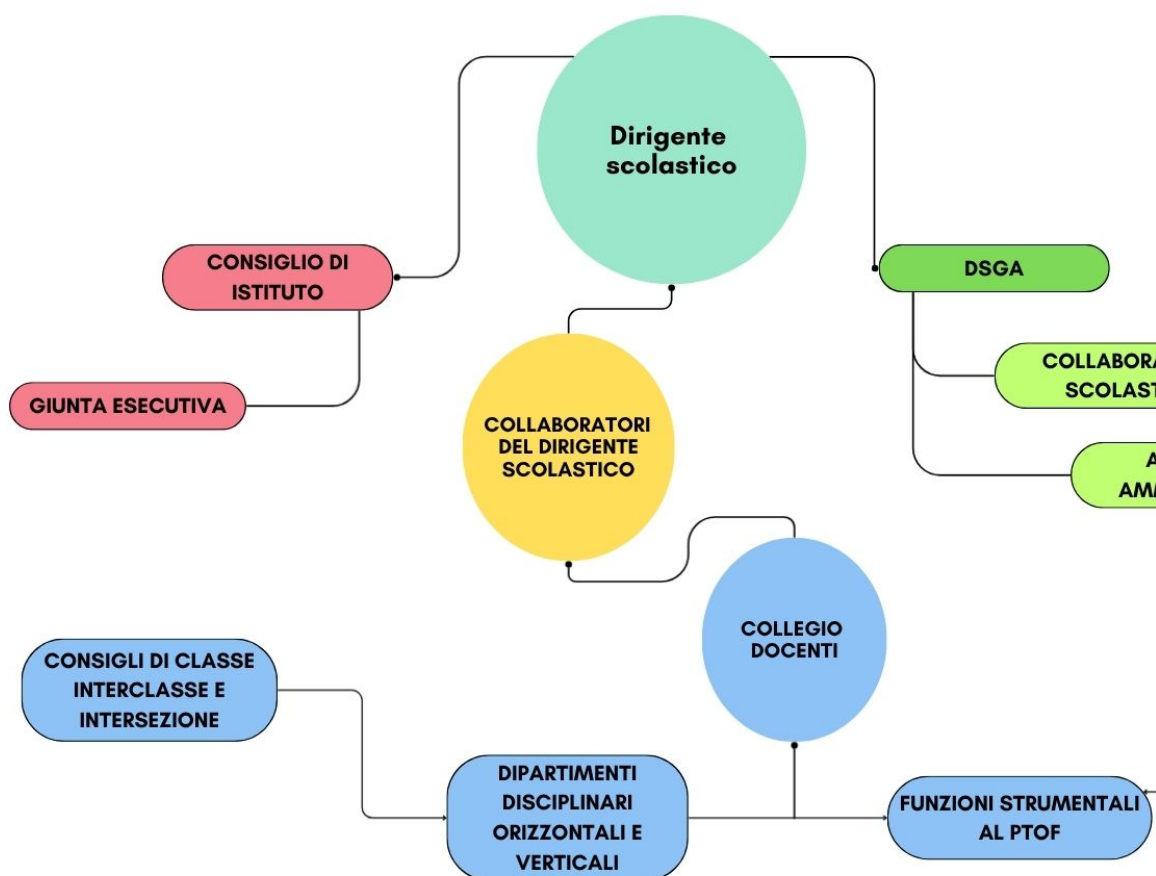 Dirigente
scolastico
CONSIGLIO DI
ISTITUTO
DSGA
GIUNTA ESECUTIVA
COLLABORATORI
DEL DIRIGENTE
SCOLASTICO
COLLEGIO
DOCENTI
CONSIGLI DI CLASSE
INTERCLASSE E
INTERSEZIONE
DIPARTIMENTI
DISCIPLINARI
ORIZZONTALI E
VERTICALI
FUNZIONI STRUMENTALI
AL PTOF